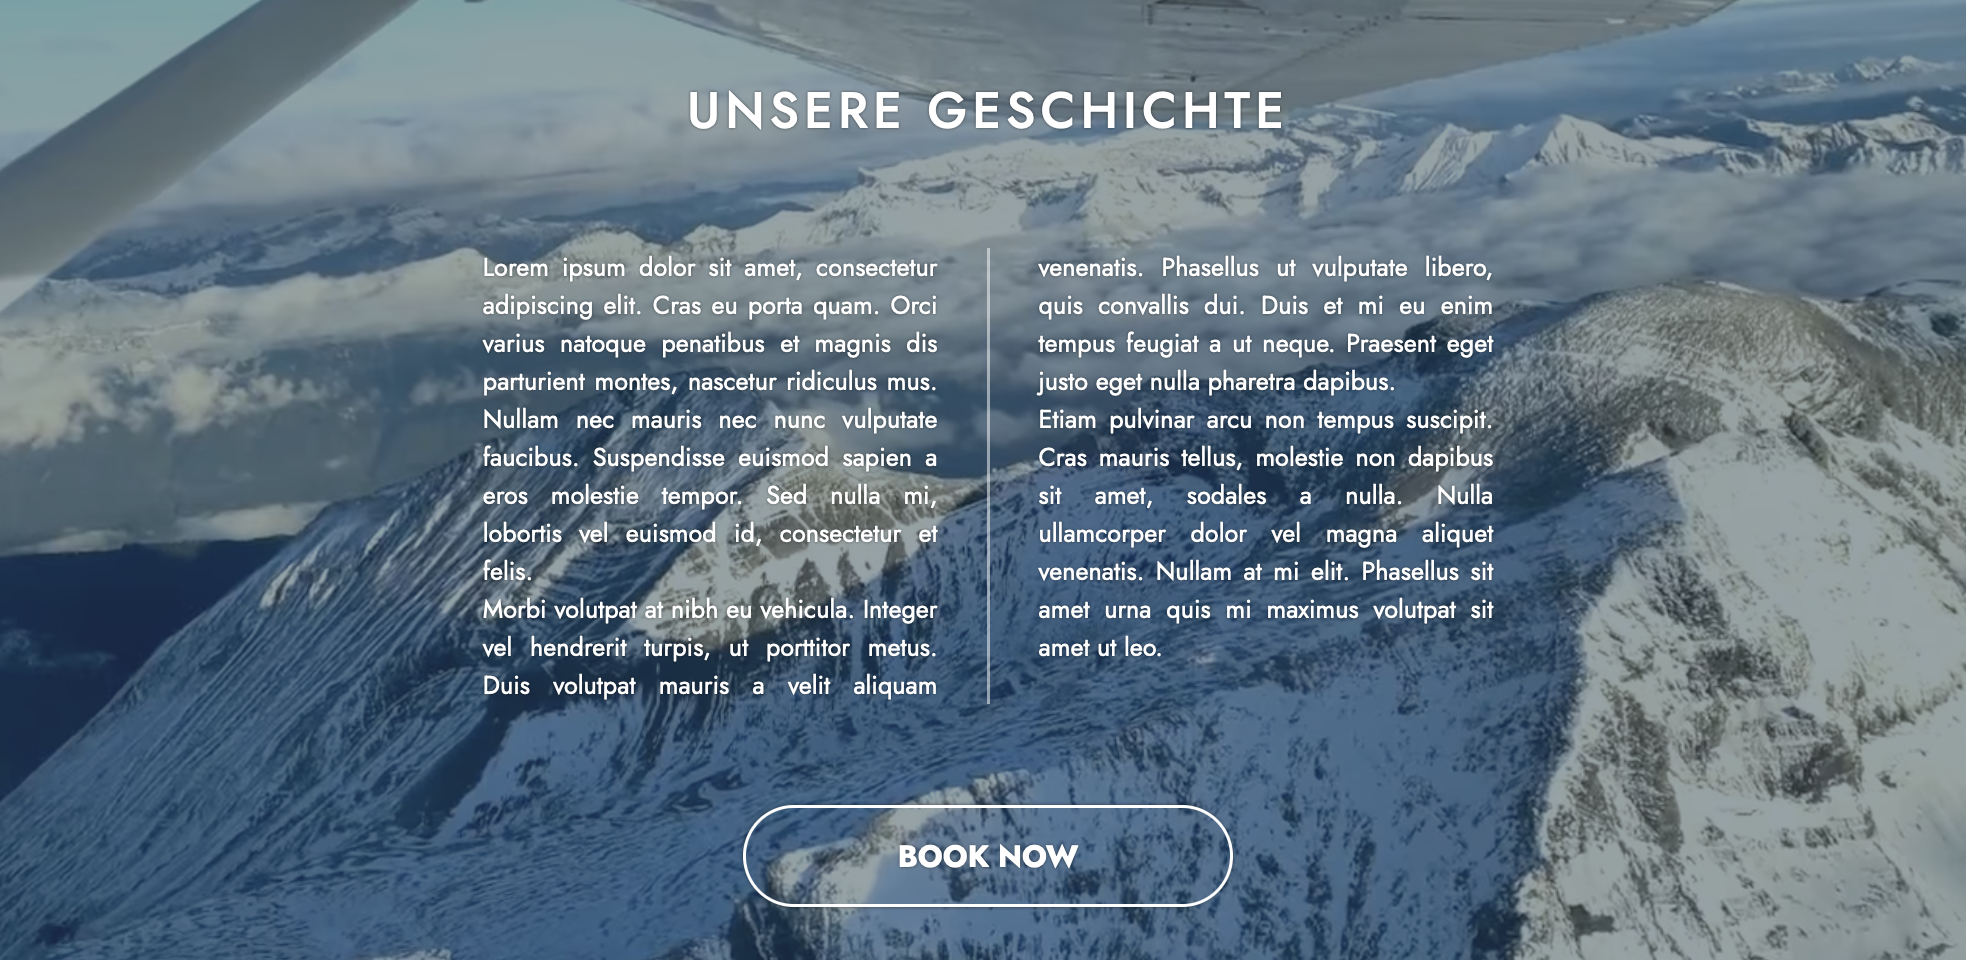 UNSERE GESCHICHTE
Lorem ipsum dolor sit amet, consectetur
adipiscing elit. Cras eu porta quam. Orci
varius natoque penatibus et magnis dis
parturient montes, nascetur ridiculus mus.
Nullam nec mauris nec nunc vulputate
faucibus. Suspendisse euismod sapien a
eros molestie tempor. Sed nulla mi,
lobortis vel euismod id, consectetur et
felis.
Morbi volutpat at nibh eu vehicula. Integer
vel hendrerit turpis, ut porttitor metus.
Duis volutpat mauris a velit aliquam
venenatis. Phasellus ut vulputate libero,
quis convallis dui. Duis et mi eu enim
tempus feugiat a ut neque. Praesent eget
justo eget nulla pharetra dapibus.
Etiam pulvinar arcu non tempus suscipit.
Cras mauris tellus, molestie non dapibus
sit amet, sodales a nulla. Nulla
ullamcorper dolor vel magna aliquet
venenatis. Nullam at mi elit. Phasellus sit
amet urna quis mi maximus volutpat sit
amet ut leo.
BOOK NOW